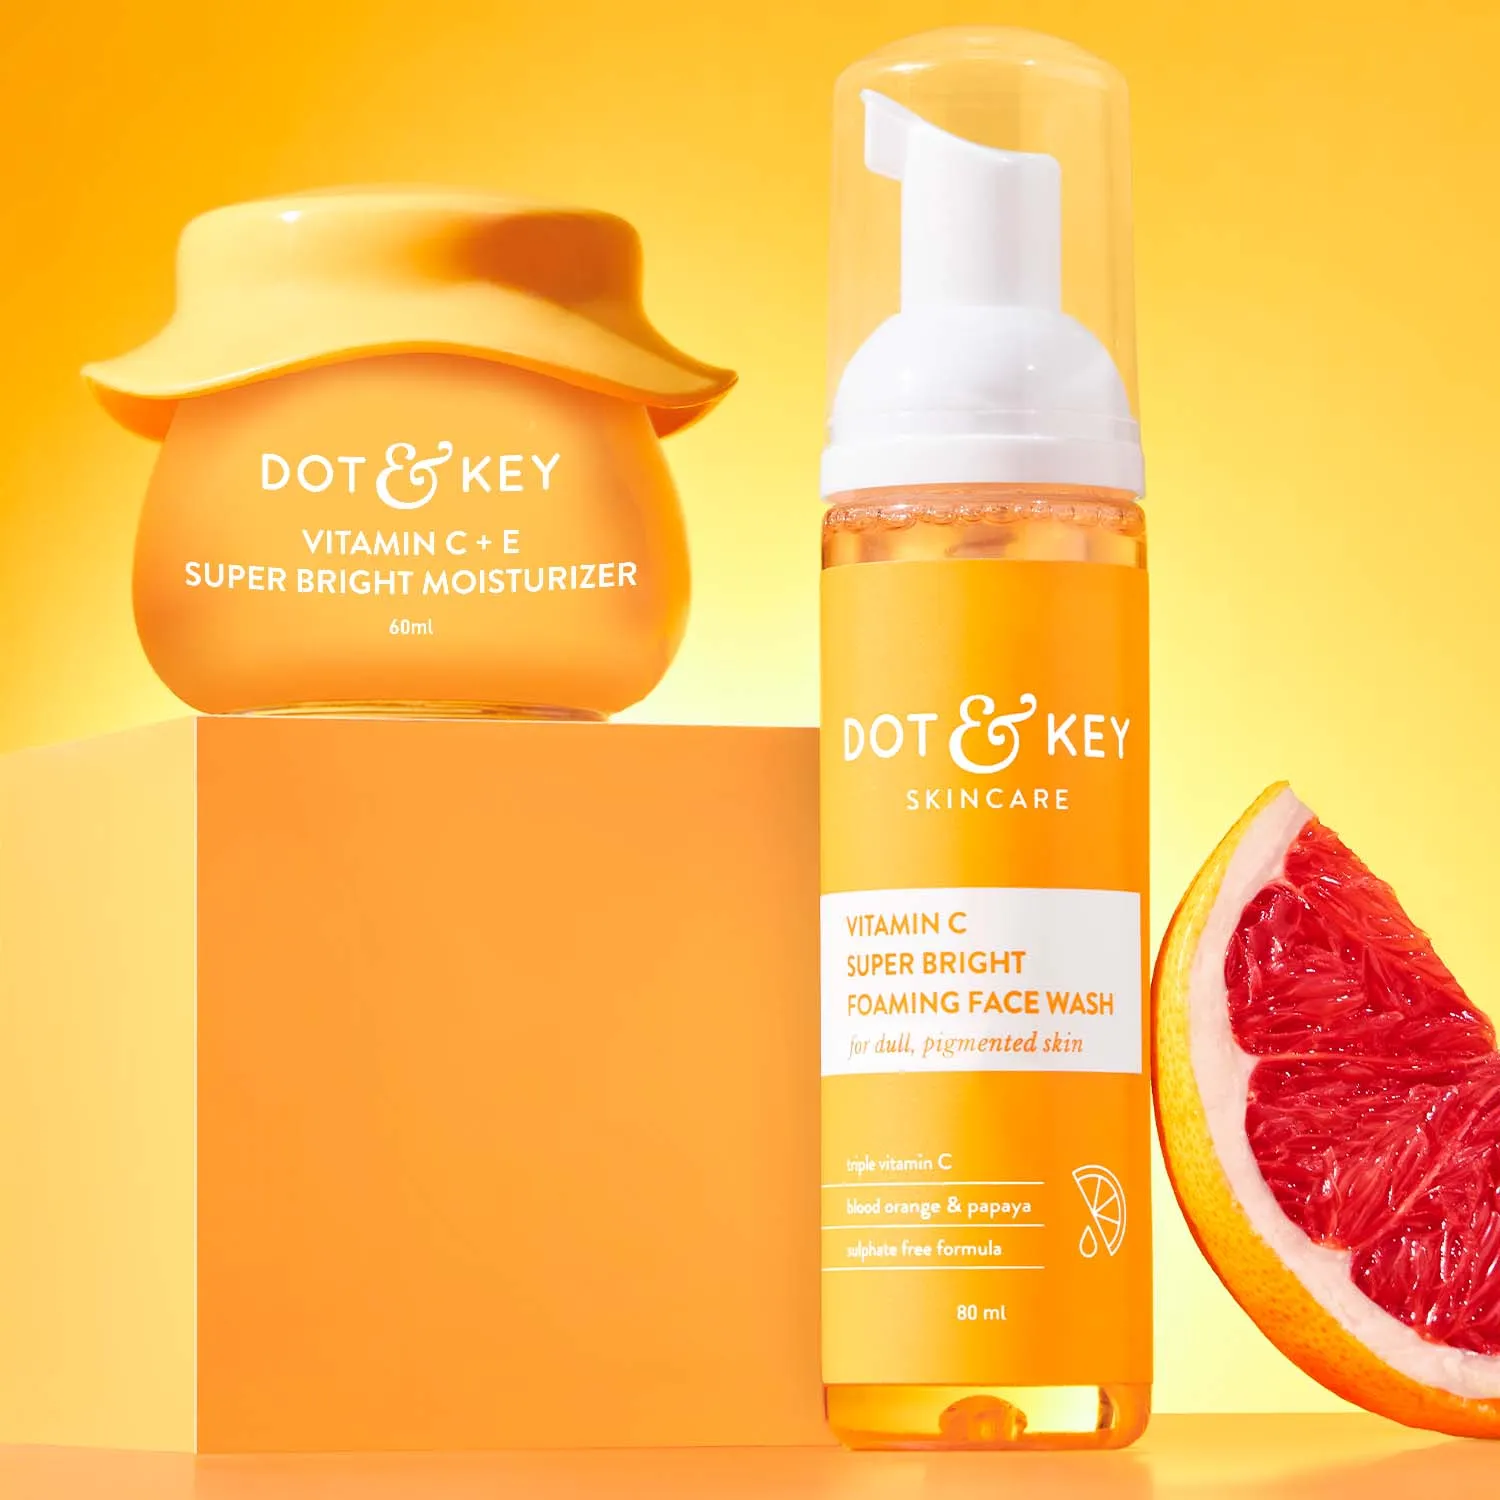 DOT & KEY
VITAMIN C + E
SUPER BRIGHT MOISTURIZER
60ml
DOT & KEY
SKINCARE
VITAMIN C
SUPER BRIGHT
FOAMING FACE WASH
for dull, pigmented skin
triple vitamin C
blood orange & papaya
sulphate free formula
80 ml